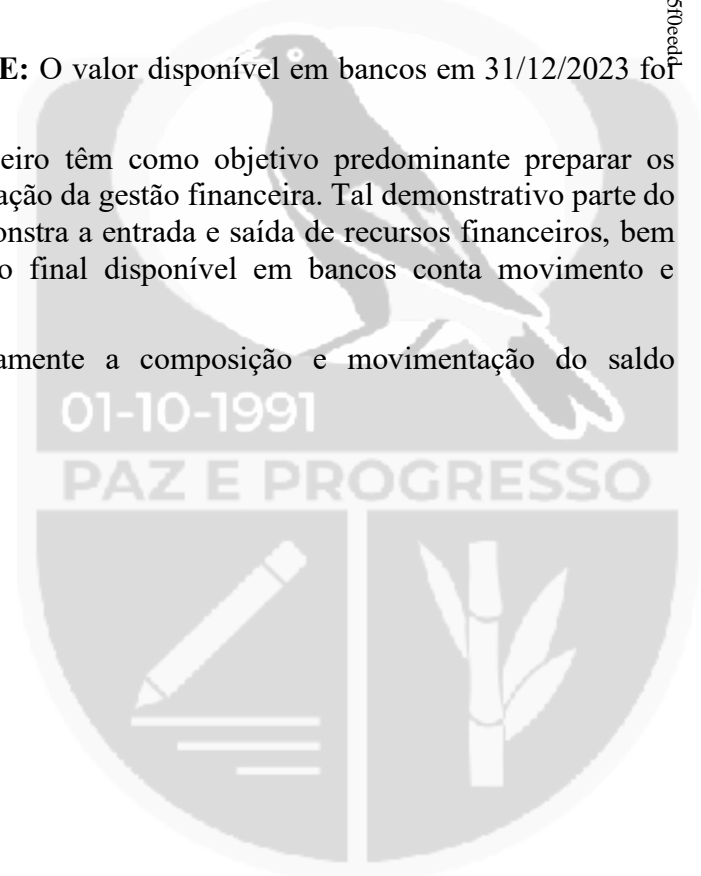 5f0eedd
E: O valor disponível em bancos em 31/12/2023 foi
eiro têm como objetivo predominante preparar os
ação da gestão financeira. Tal demonstrativo parte do
onstra a entrada e saída de recursos financeiros, bem
o final disponível em bancos conta movimento e
amente a composição e movimentação do saldo
01-10-1991
PAZ E PROGRESSO